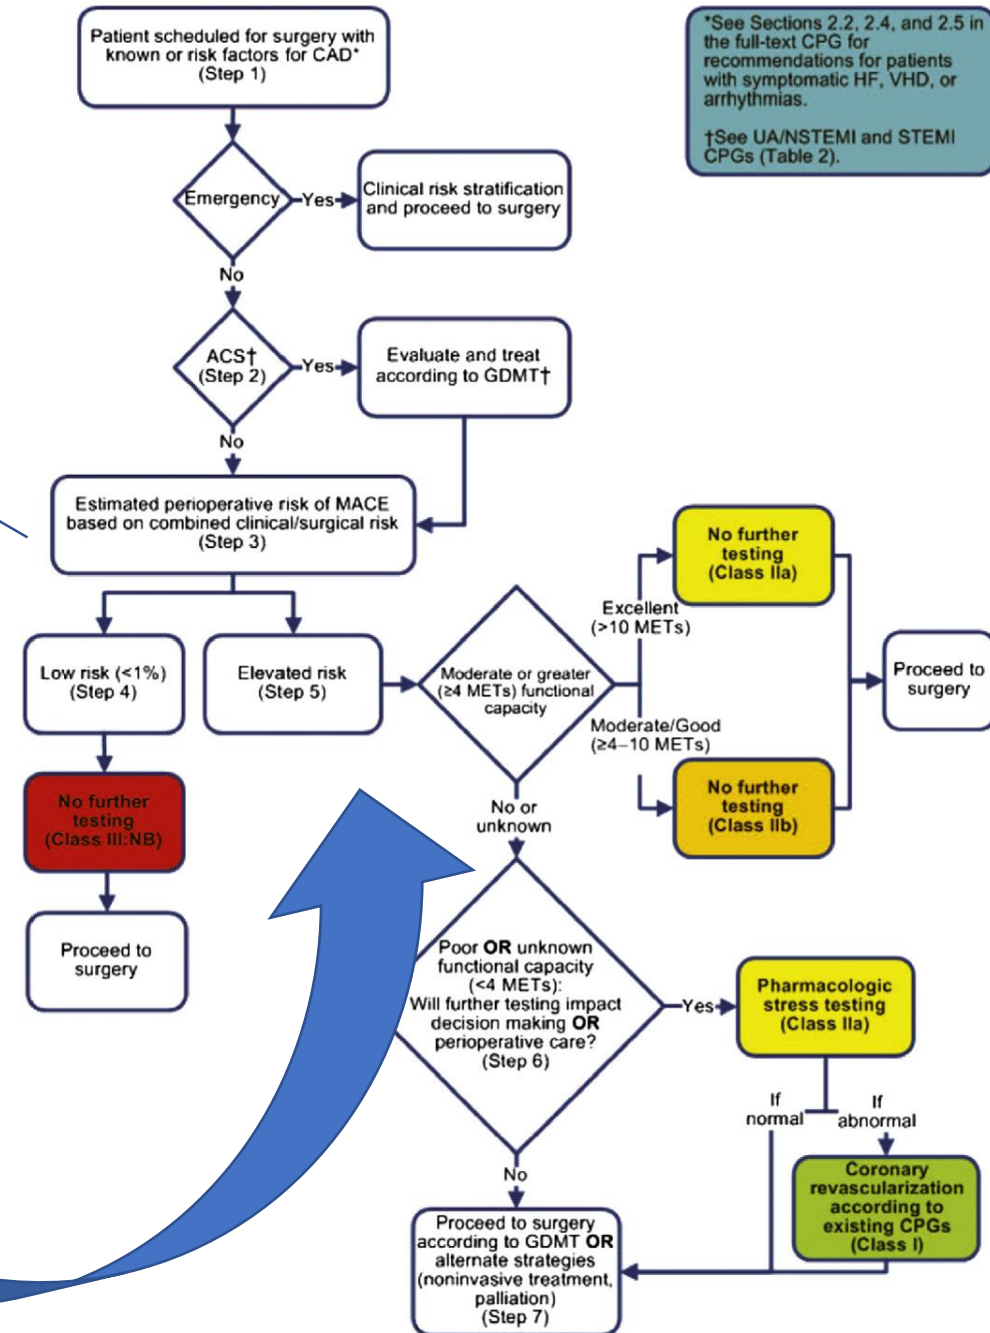 Patient scheduled for surgery with
known or risk factors for CAD*
(Step 1)
*See Sections 2.2, 2.4, and 2.5 in
the full-text CPG for
recommendations for patients
with symptomatic HF, VHD, or
arrhythmias.
†See UA/NSTEMI and STEMI
CPGs (Table 2).
Emergency
Yes
Clinical risk stratification
and proceed to surgery
No
ACS†
(Step 2)
Yes
Evaluate and treat
according to GDMT†
No
Estimated perioperative risk of MACE
based on combined clinical/surgical risk
(Step 3)
Low risk (<1%)
(Step 4)
Elevated risk
(Step 5)
Moderate or greater
(≥4 METs) functional
capacity
Excellent
(>10 METs)
No further
testing
(Class IIa)
Moderate/Good
(≥4–10 METs)
No further
testing
(Class IIb)
Proceed to
surgery
No further
testing
(Class III:NB)
Proceed to
surgery
No or
unknown
Poor OR unknown
functional capacity
(<4 METs):
Will further testing impact
decision making OR
perioperative care?
(Step 6)
Yes
Pharmacologic
stress testing
(Class IIa)
If
normal
If
abnormal
Coronary
revascularization
according to
existing CPGs
(Class I)
No
Proceed to surgery
according to GDMT OR
alternate strategies
(noninvasive treatment,
palliation)
(Step 7)